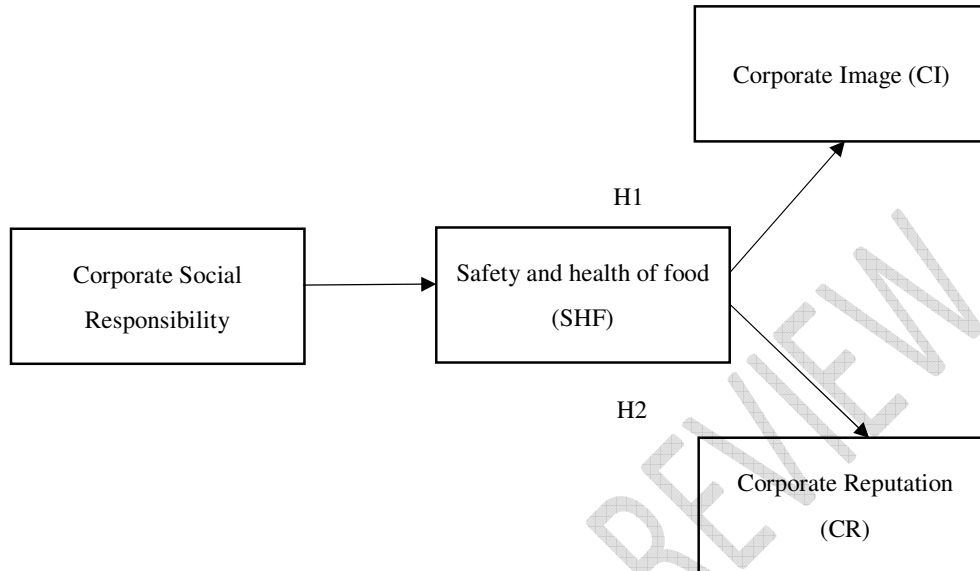 Corporate Image (CI)
H1
Corporate Social
Responsibility
Safety and health of food
(SHF)
H2
Corporate Reputation
(CR)
REVIEW